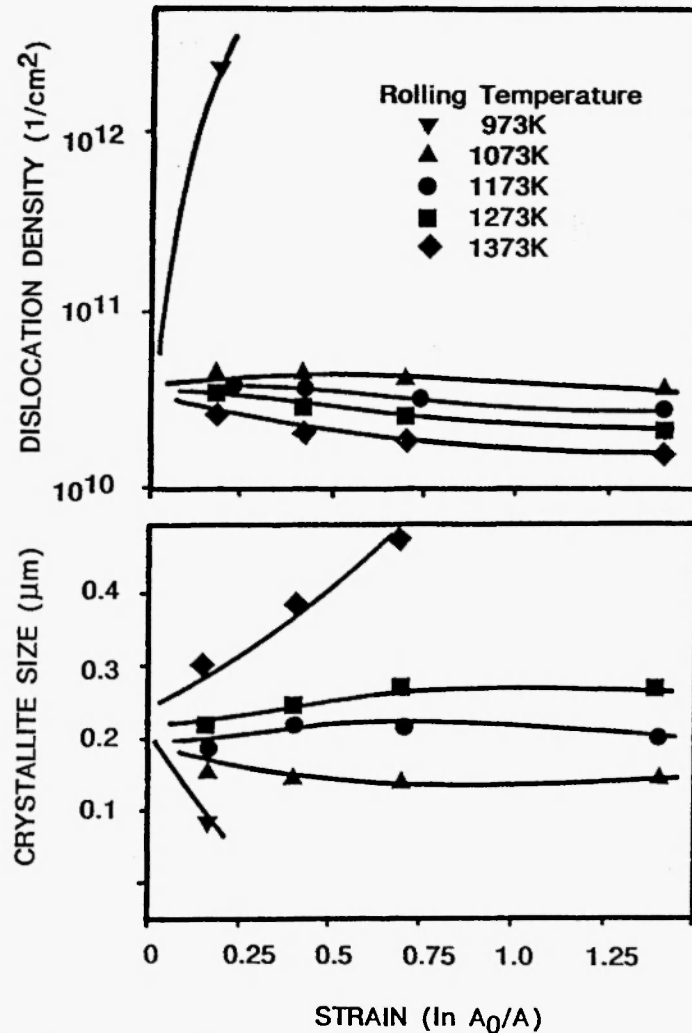 DISLOCATION DENSITY (1/cm²)
10¹²
10¹¹
10¹⁰
Rolling Temperature
973K
1073K
1173K
1273K
1373K
CRYSTALLITE SIZE (μm)
0.4
0.3
0.2
0.1
0 0.25 0.5 0.75 1.0 1.25
STRAIN (ln A₀/A)